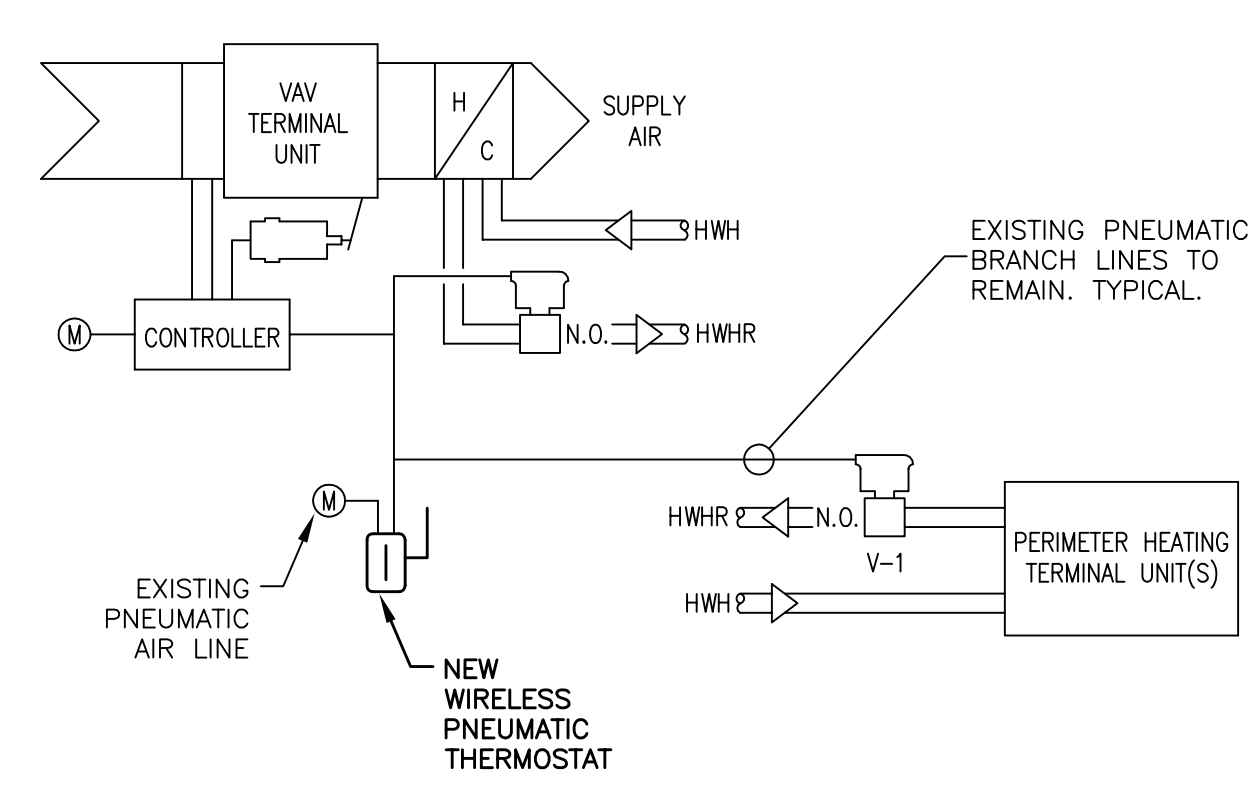 VAV
TERMINAL
UNIT
H
C
SUPPLY
AIR
HWH
EXISTING PNEUMATIC
BRANCH LINES TO
REMAIN. TYPICAL.
M
CONTROLLER
N.O.
HWHR
M
HWHR
N.O.
V-1
PERIMETER HEATING
TERMINAL UNIT(S)
HWH
EXISTING
PNEUMATIC
AIR LINE
NEW
WIRELESS
PNEUMATIC
THERMOSTAT